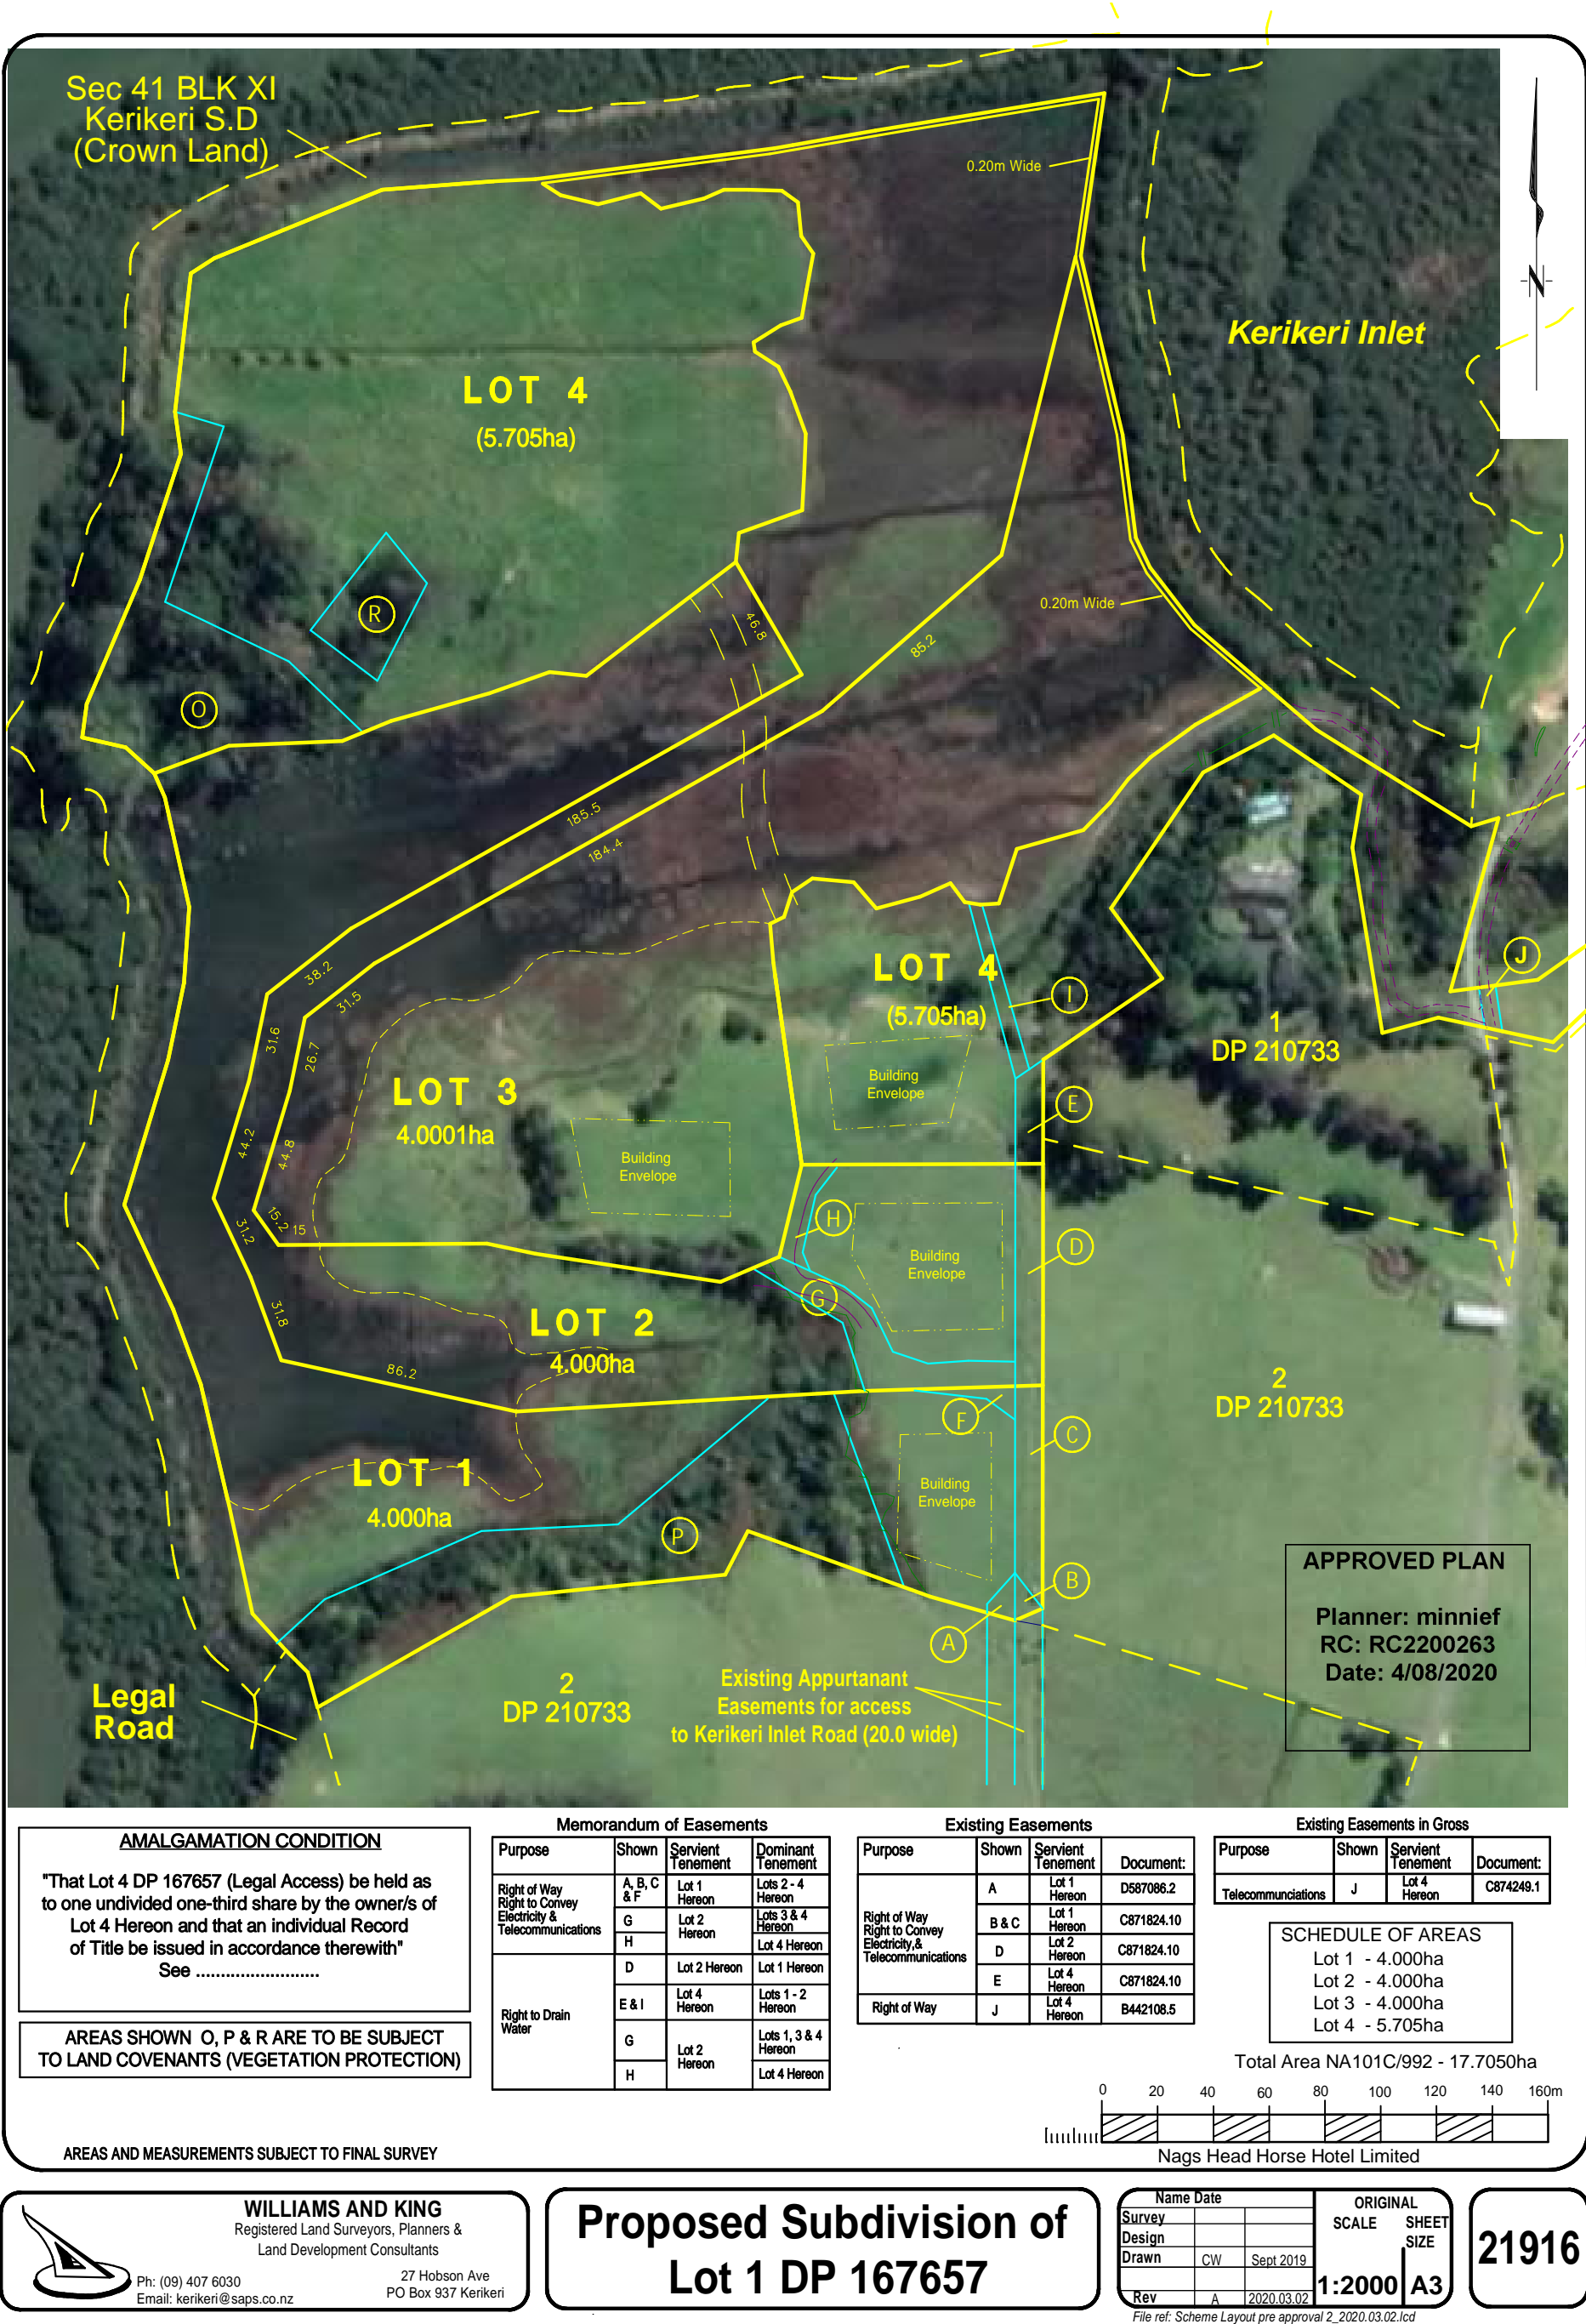 Sec 41 BLK XI
Kerikeri S.D
(Crown Land)
0.20m Wide
Kerikeri Inlet
N
LOT 4
(5.705ha)
R
O
46.8
0.20m Wide
85.2
185.5
184.4
38.2
31.5
31.6
26.7
44.2
44.8
15.2
15
31.2
31.8
86.2
LOT 4
(5.705ha)
I
J
1
DP 210733
Building
Envelope
E
LOT 3
4.0001ha
Building
Envelope
H
D
Building
Envelope
G
LOT 2
4.000ha
2
DP 210733
F
C
LOT 1
4.000ha
Building
Envelope
P
B
A
APPROVED PLAN
Planner: minnief
RC: RC2200263
Date: 4/08/2020
Legal
Road
2
DP 210733
Existing Appurtanant
Easements for access
to Kerikeri Inlet Road (20.0 wide)
AMALGAMATION CONDITION
"That Lot 4 DP 167657 (Legal Access) be held as
to one undivided one-third share by the owner/s of
Lot 4 Hereon and that an individual Record
of Title be issued in accordance therewith"
See .........................
AREAS SHOWN O, P & R ARE TO BE SUBJECT
TO LAND COVENANTS (VEGETATION PROTECTION)
AREAS AND MEASUREMENTS SUBJECT TO FINAL SURVEY
Memorandum of Easements
Purpose Shown Servient Tenement Dominant Tenement
Right of Way Right to Convey Electricity & Telecommunications A, B, C & F Lot 1 Hereon Lots 2 - 4 Hereon
G Lot 2 Hereon Lots 3 & 4 Hereon
H Lot 4 Hereon
Right to Drain Water D Lot 2 Hereon Lot 1 Hereon
E & I Lot 4 Hereon Lots 1 - 2 Hereon
G Lot 2 Hereon Lots 1, 3 & 4 Hereon
H Lot 4 Hereon
Existing Easements
Purpose Shown Servient Tenement Document:
Right of Way Right to Convey Electricity,& Telecommunications A Lot 1 Hereon D587086.2
B & C Lot 1 Hereon C871824.10
D Lot 2 Hereon C871824.10
E Lot 4 Hereon C871824.10
Right of Way J Lot 4 Hereon B442108.5
Existing Easements in Gross
Purpose Shown Servient Tenement Document:
Telecommunciations J Lot 4 Hereon C874249.1
SCHEDULE OF AREAS
Lot 1 - 4.000ha
Lot 2 - 4.000ha
Lot 3 - 4.000ha
Lot 4 - 5.705ha
Total Area NA101C/992 - 17.7050ha
0 20 40 60 80 100 120 140 160m
Nags Head Horse Hotel Limited
WILLIAMS AND KING
Registered Land Surveyors, Planners &
Land Development Consultants
Ph: (09) 407 6030
Email: kerikeri@saps.co.nz
27 Hobson Ave
PO Box 937 Kerikeri
Proposed Subdivision of
Lot 1 DP 167657
Name Date
Survey
Design
Drawn CW Sept 2019
Rev A 2020.03.02
ORIGINAL
SCALE SHEET SIZE
1:2000 A3
21916
File ref: Scheme Layout pre approval 2_2020.03.02.lcd